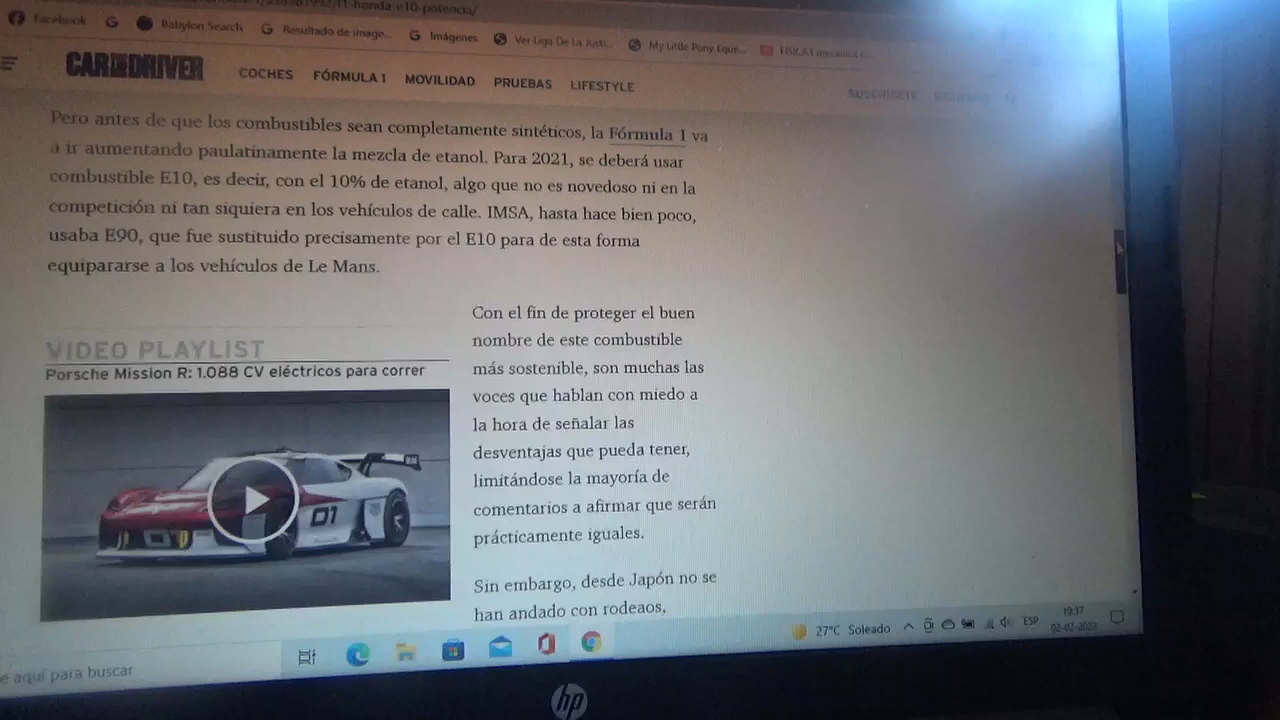 /f1-honda-e10-potencia/
Facebook
Babylon Search
Resultado de image...
Imágenes
Ver Liga De La Justi...
My Little Pony Eque...
CAR DRIVER
COCHES FÓRMULA 1 MOVILIDAD PRUEBAS LIFESTYLE
SUSCRÍBETE
Pero antes de que los combustibles sean completamente sintéticos, la Fórmula 1 va
a ir aumentando paulatinamente la mezcla de etanol. Para 2021, se deberá usar
combustible E10, es decir, con el 10% de etanol, algo que no es novedoso ni en la
competición ni tan siquiera en los vehículos de calle. IMSA, hasta hace bien poco,
usaba E90, que fue sustituido precisamente por el E10 para de esta forma
equipararse a los vehículos de Le Mans.
VIDEO PLAYLIST
Porsche Mission R: 1.088 CV eléctricos para correr
01
Con el fin de proteger el buen
nombre de este combustible
más sostenible, son muchas las
voces que hablan con miedo a
la hora de señalar las
desventajas que pueda tener,
limitándose la mayoría de
comentarios a afirmar que serán
prácticamente iguales.
Sin embargo, desde Japón no se
han andado con rodeaos,
e aquí para buscar
27°C Soleado
ESP
19:37
02-02-2022
hp